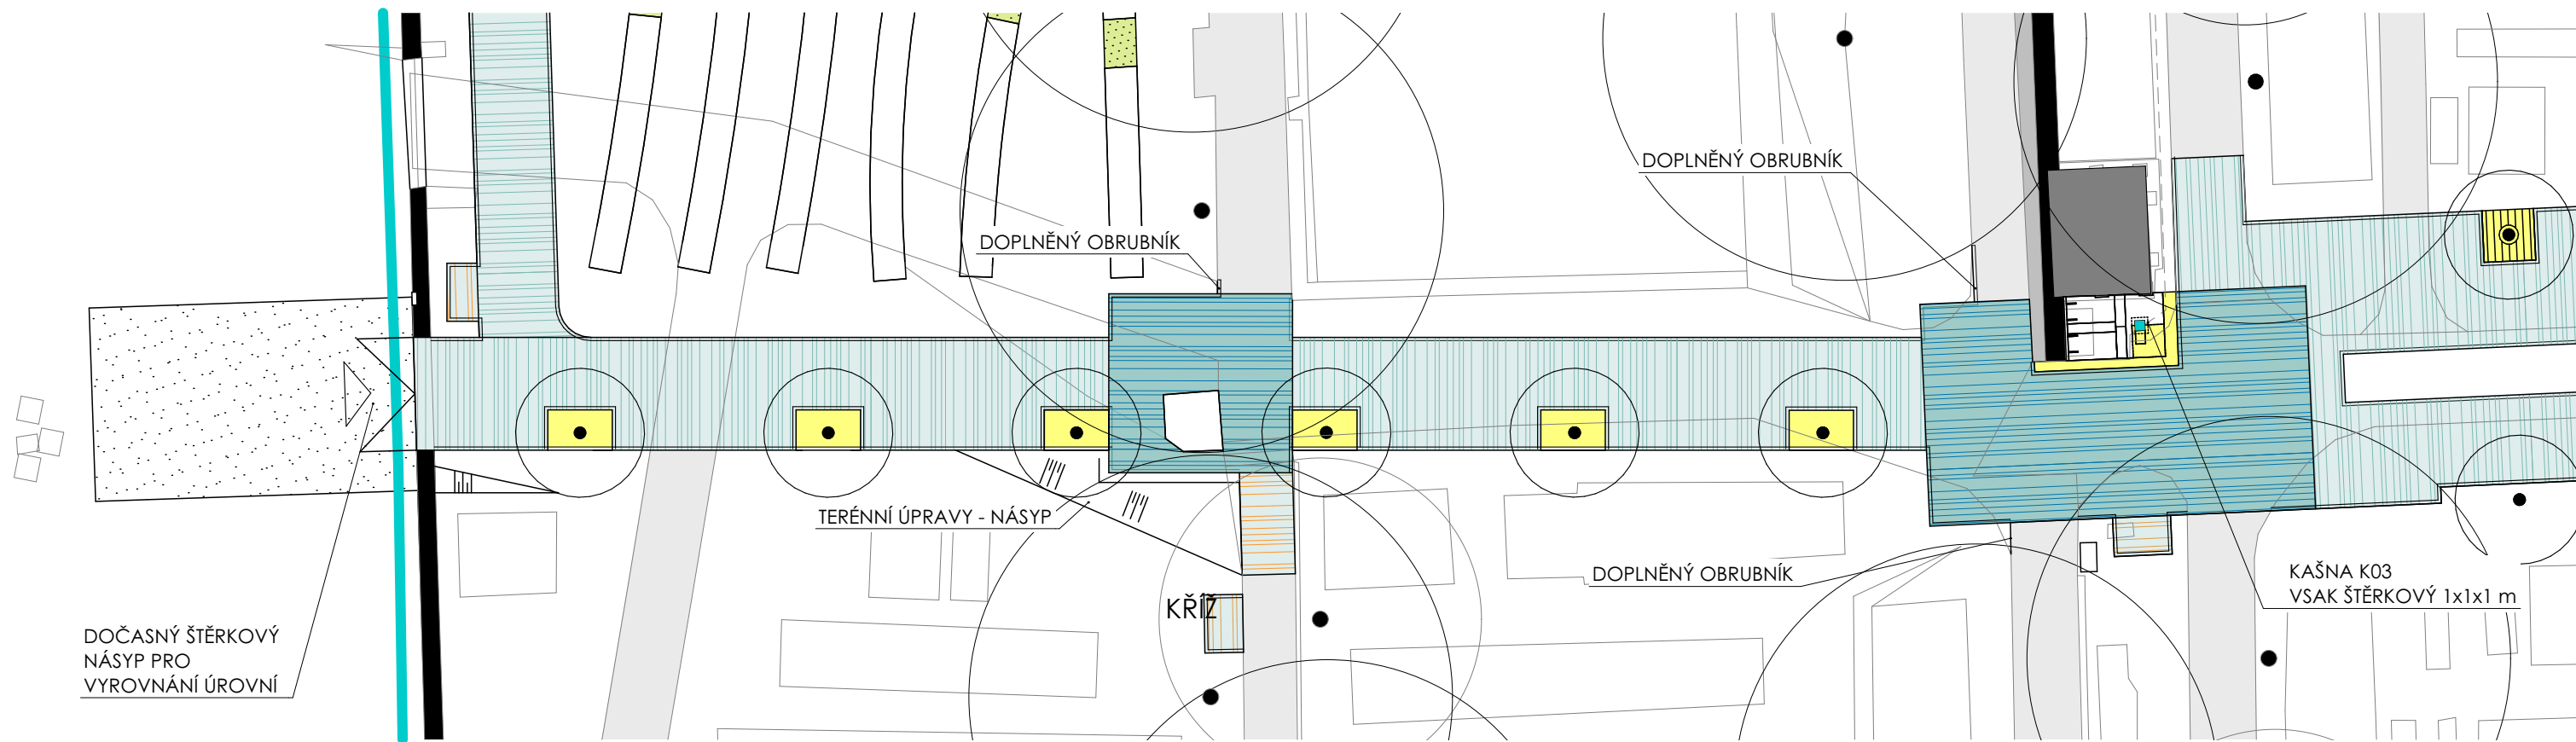 DOPLNĚNÝ OBRUBNÍK
DOPLNĚNÝ OBRUBNÍK
TERÉNNÍ ÚPRAVY - NÁSYP
DOPLNĚNÝ OBRUBNÍK
KAŠNA K03
VSAK ŠTĚRKOVÝ 1x1x1 m
KŘÍŽ
DOČASNÝ ŠTĚRKOVÝ
NÁSYP PRO
VYROVNÁNÍ ÚROVNÍ